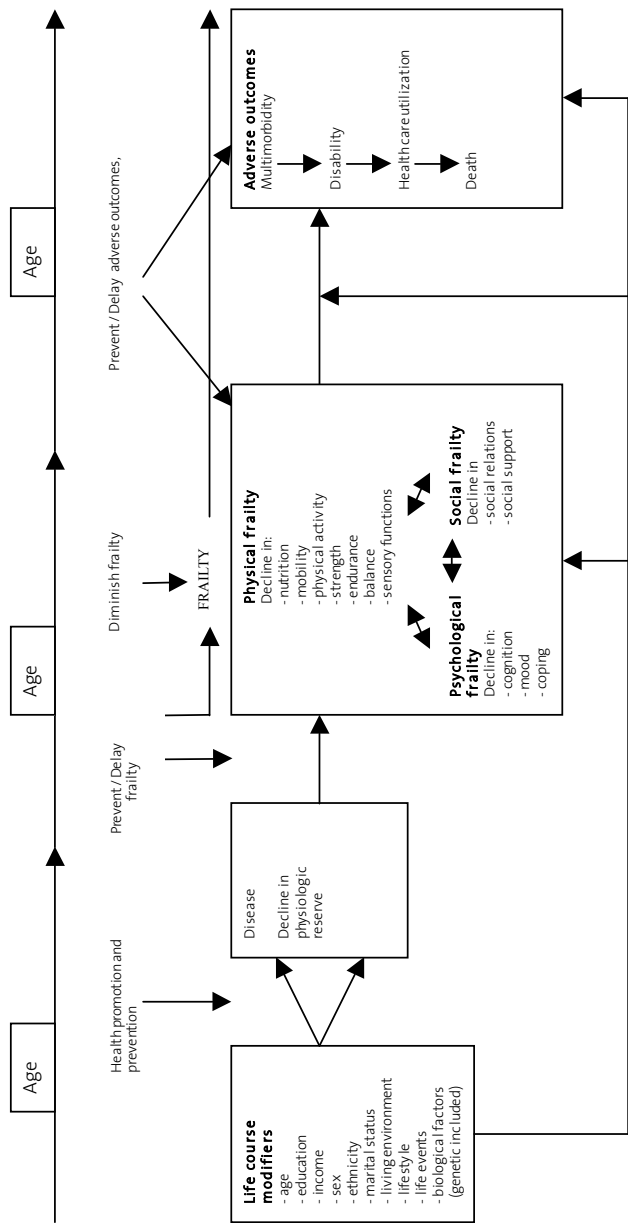 Age
Age
Age
Health promotion and
prevention
Prevent / Delay
frailty
Diminish frailty
Prevent / Delay adverse outcomes,
FRAILTY
Life course
modifiers
- age
- education
- income
- sex
- ethnicity
- marital status
- living environment
- lifestyle
- life events
- biological factors
(genetic included)
Disease
Decline in
physiologic
reserve
Physical frailty
Decline in:
- nutrition
- mobility
- physical activity
- strength
- endurance
- balance
- sensory functions
Psychological
frailty
Decline in:
- cognition
- mood
- coping
Social frailty
Decline in
- social relations
- social support
Adverse outcomes
Multimorbidity
Disability
Health care utilization
Death